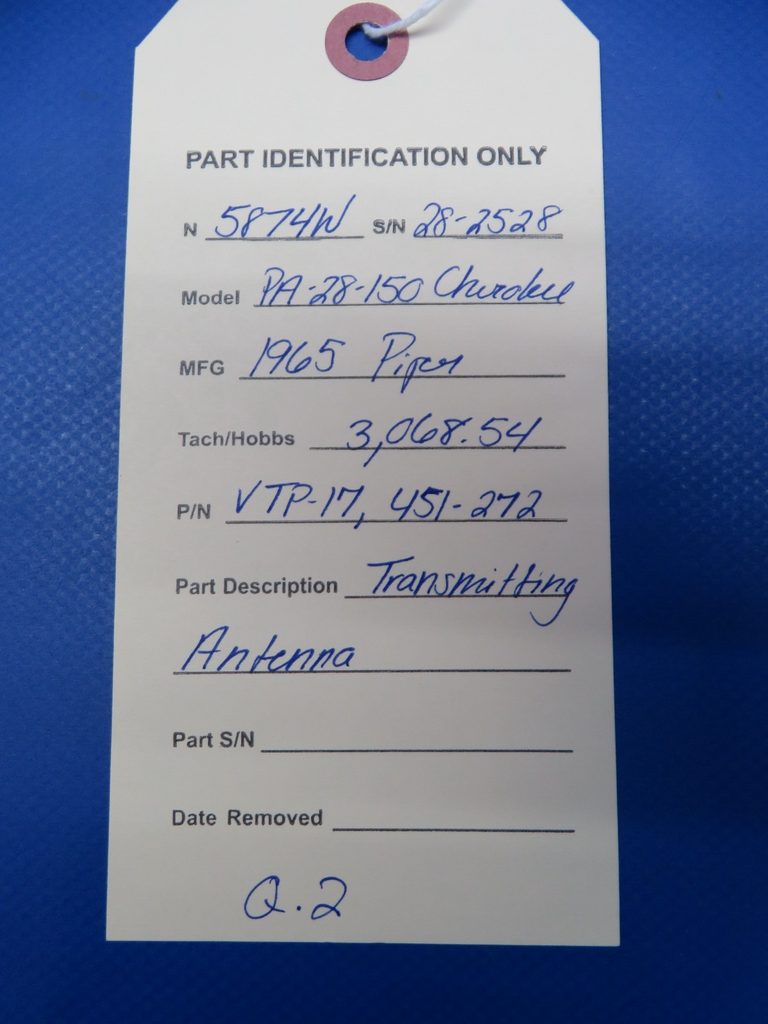 PART IDENTIFICATION ONLY
N 5874W S/N 28-2528
Model PA-28-150 Cherokee
MFG 1965 Piper
Tach/Hobbs 3,068.54
P/N VTP-17, 451-272
Part Description Transmitting
Antenna
Part S/N
Date Removed
Q.2